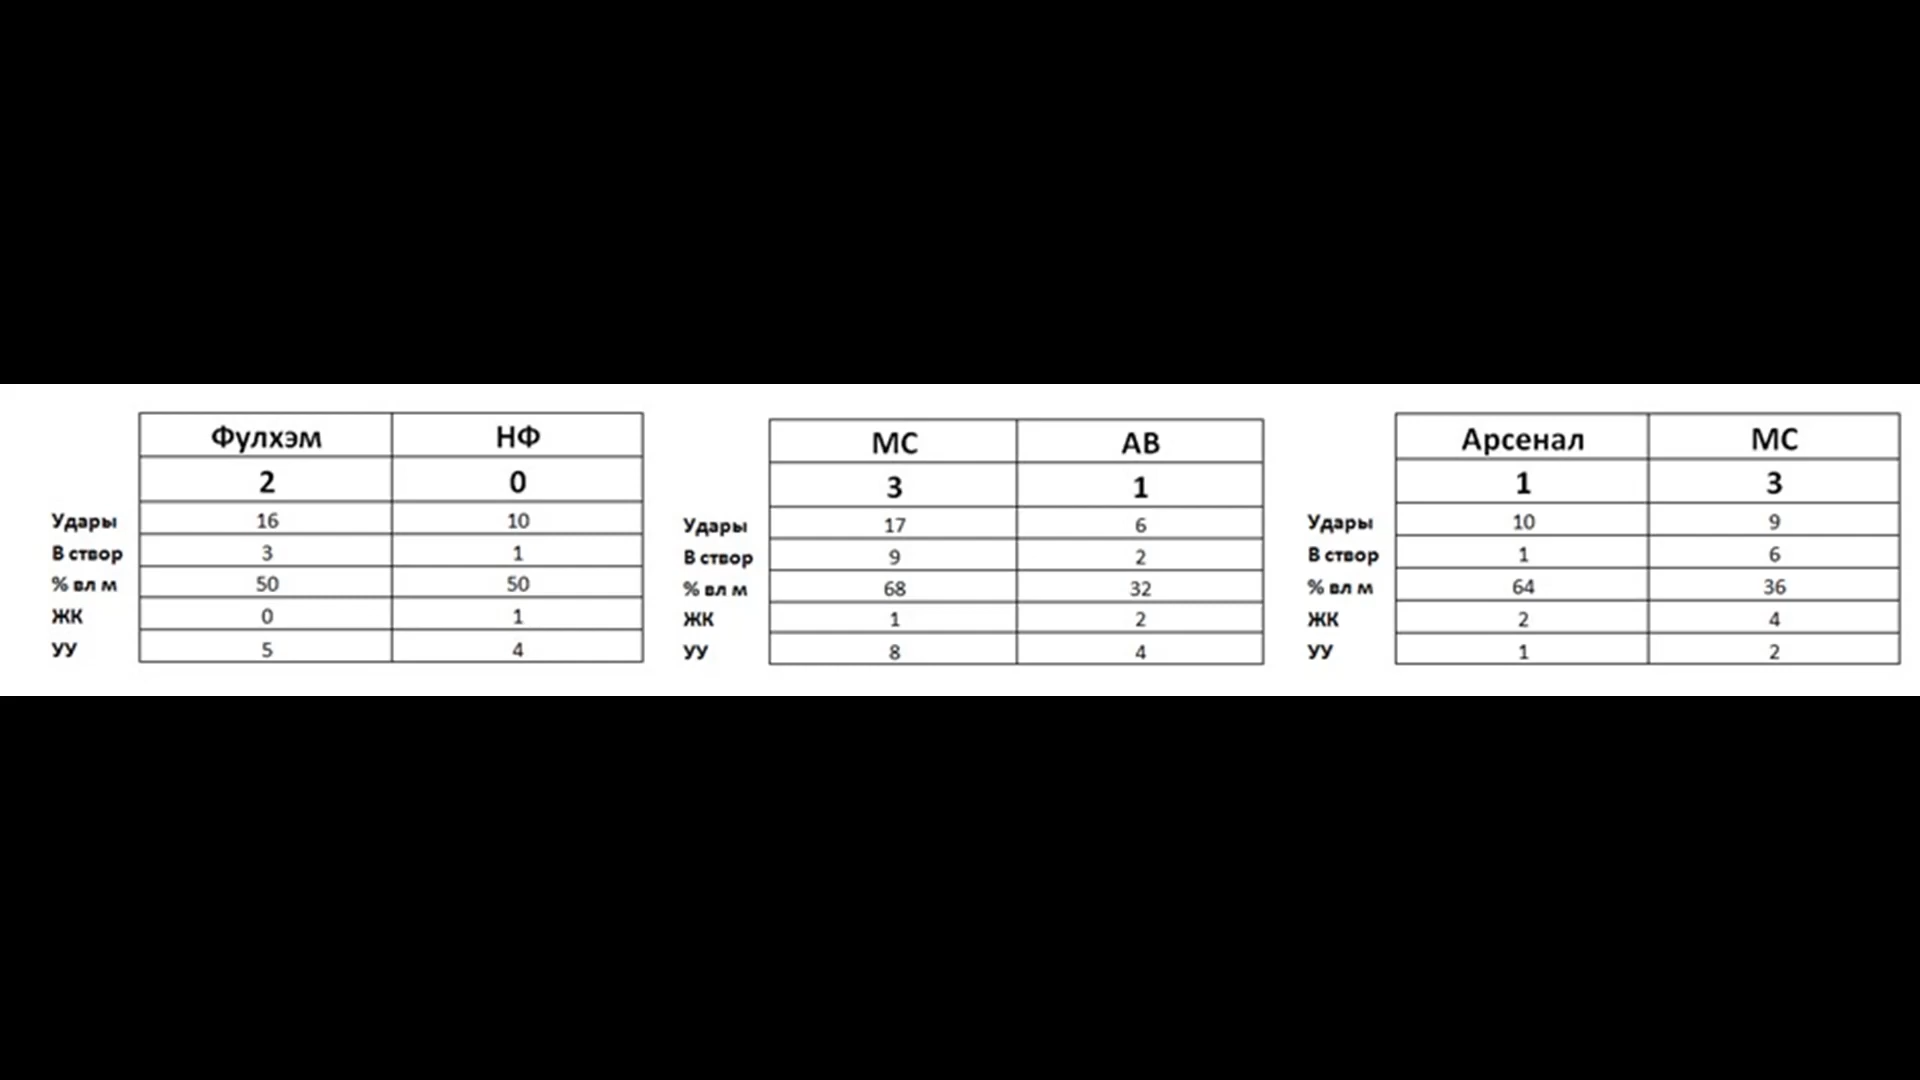 Фулхэм НФ
2 0
Удары 16 10
В створ 3 1
% вл м 50 50
ЖК 0 1
УУ 5 4
МС АВ
3 1
Удары 17 6
В створ 9 2
% вл м 68 32
ЖК 1 2
УУ 8 4
Арсенал МС
1 3
Удары 10 9
В створ 1 6
% вл м 64 36
ЖК 2 4
УУ 1 2